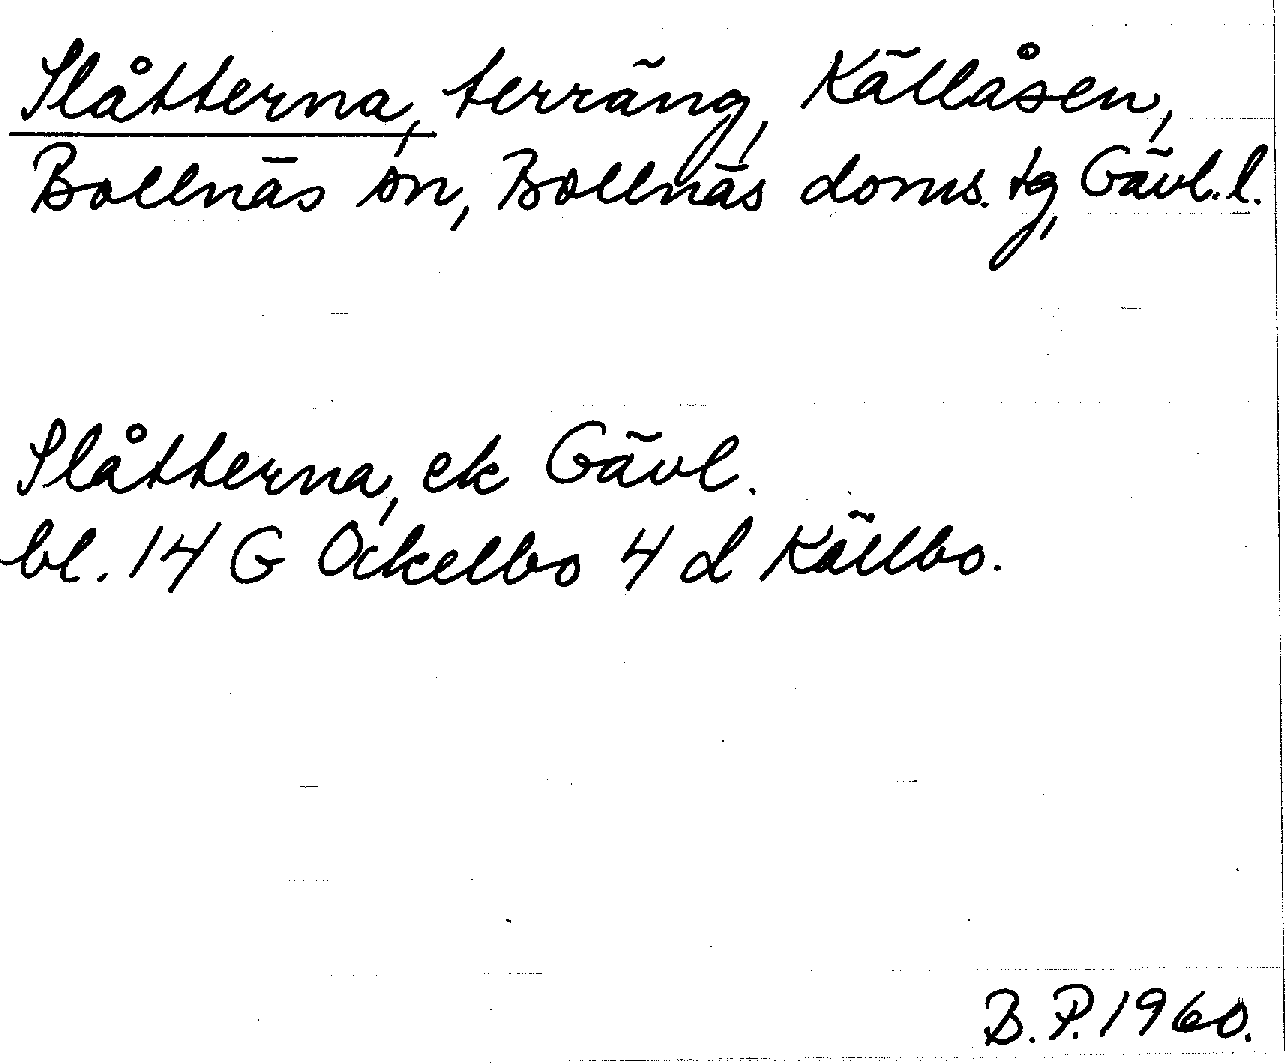 Slåtterna, terräng, Källåsen,
Bollnäs sn, Bollnäs doms. tg, Gävl. l.
Slåtterna, ek Gävl.
bl. 14 G Ockelbo 4 d Källbo.
B.P. 1960.